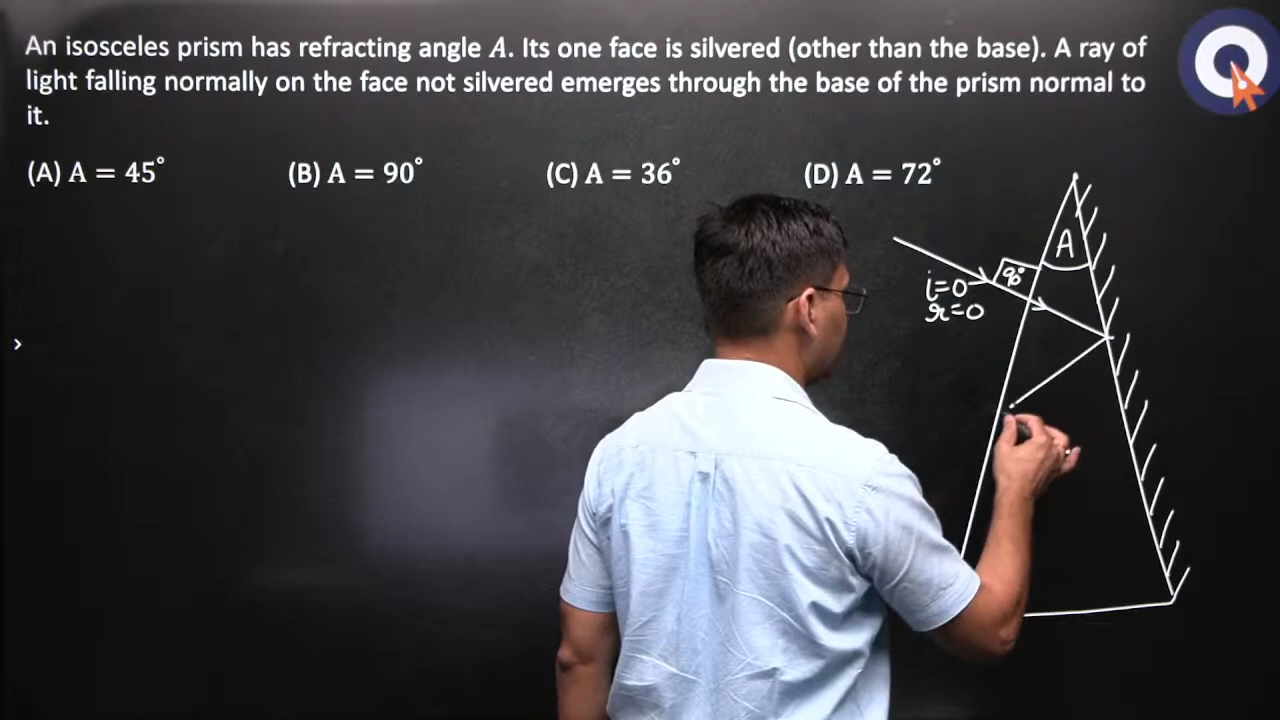 An isosceles prism has refracting angle A. Its one face is silvered (other than the base). A ray of
light falling normally on the face not silvered emerges through the base of the prism normal to
it.
(A) A = 45°
(B) A = 90°
(C) A = 36°
(D) A = 72°
A
90°
i=0
r=0